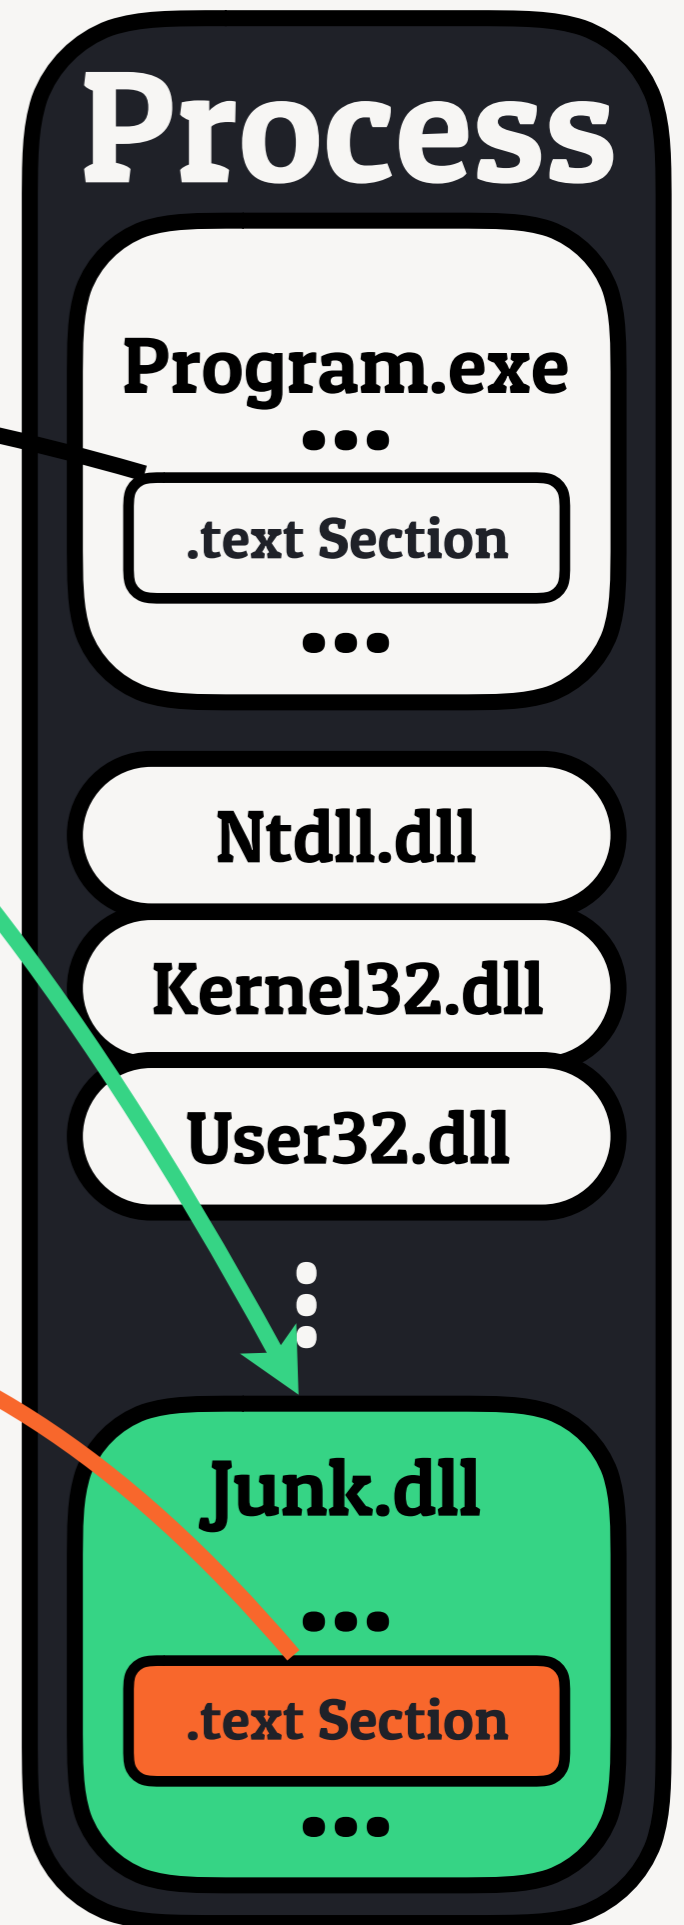 Process
Program.exe
...
.text Section
...
Ntdll.dll
Kernel32.dll
User32.dll
Junk.dll
...
.text Section
...